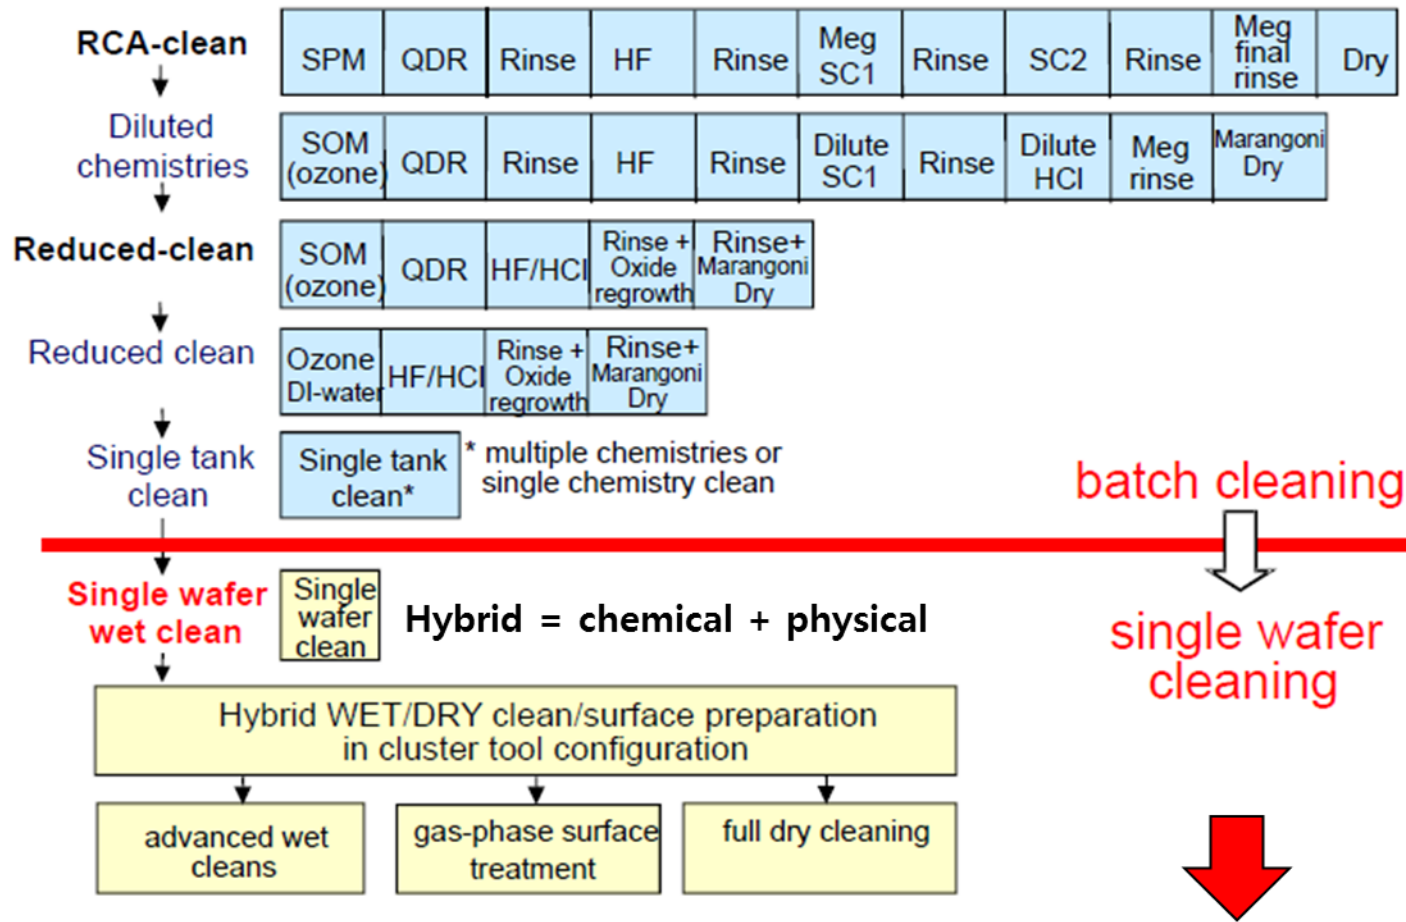 RCA-clean
SPM
QDR
Rinse
HF
Rinse
Meg
SC1
Rinse
SC2
Rinse
Meg
final
rinse
Dry
Diluted
chemistries
SOM
(ozone)
QDR
Rinse
HF
Rinse
Dilute
SC1
Rinse
Dilute
HCl
Meg
rinse
Marangoni
Dry
Reduced-clean
SOM
(ozone)
QDR
HF/HCl
Rinse +
Oxide
regrowth
Rinse+
Marangoni
Dry
Reduced clean
Ozone
DI-water
HF/HCl
Rinse +
Oxide
regrowth
Rinse+
Marangoni
Dry
Single tank
clean
Single tank
clean*
* multiple chemistries or
single chemistry clean
batch cleaning
Single wafer
wet clean
Single
wafer
clean
Hybrid = chemical + physical
single wafer
cleaning
Hybrid WET/DRY clean/surface preparation
in cluster tool configuration
advanced wet
cleans
gas-phase surface
treatment
full dry cleaning